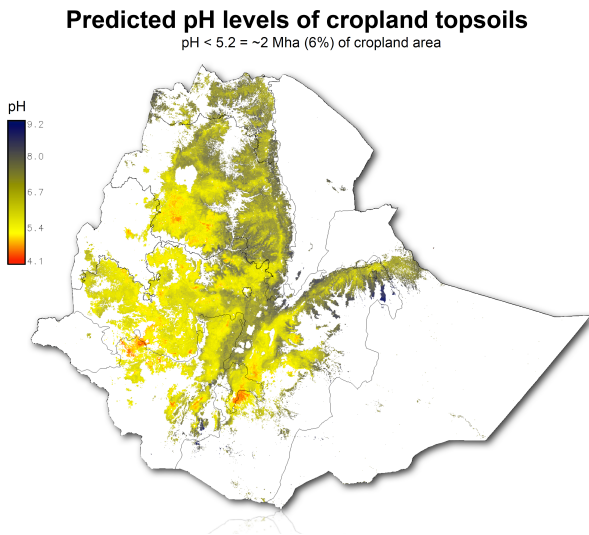 Predicted pH levels of cropland topsoils
pH < 5.2 = ~2 Mha (6%) of cropland area
pH
9.2
8.0
6.7
5.4
4.1